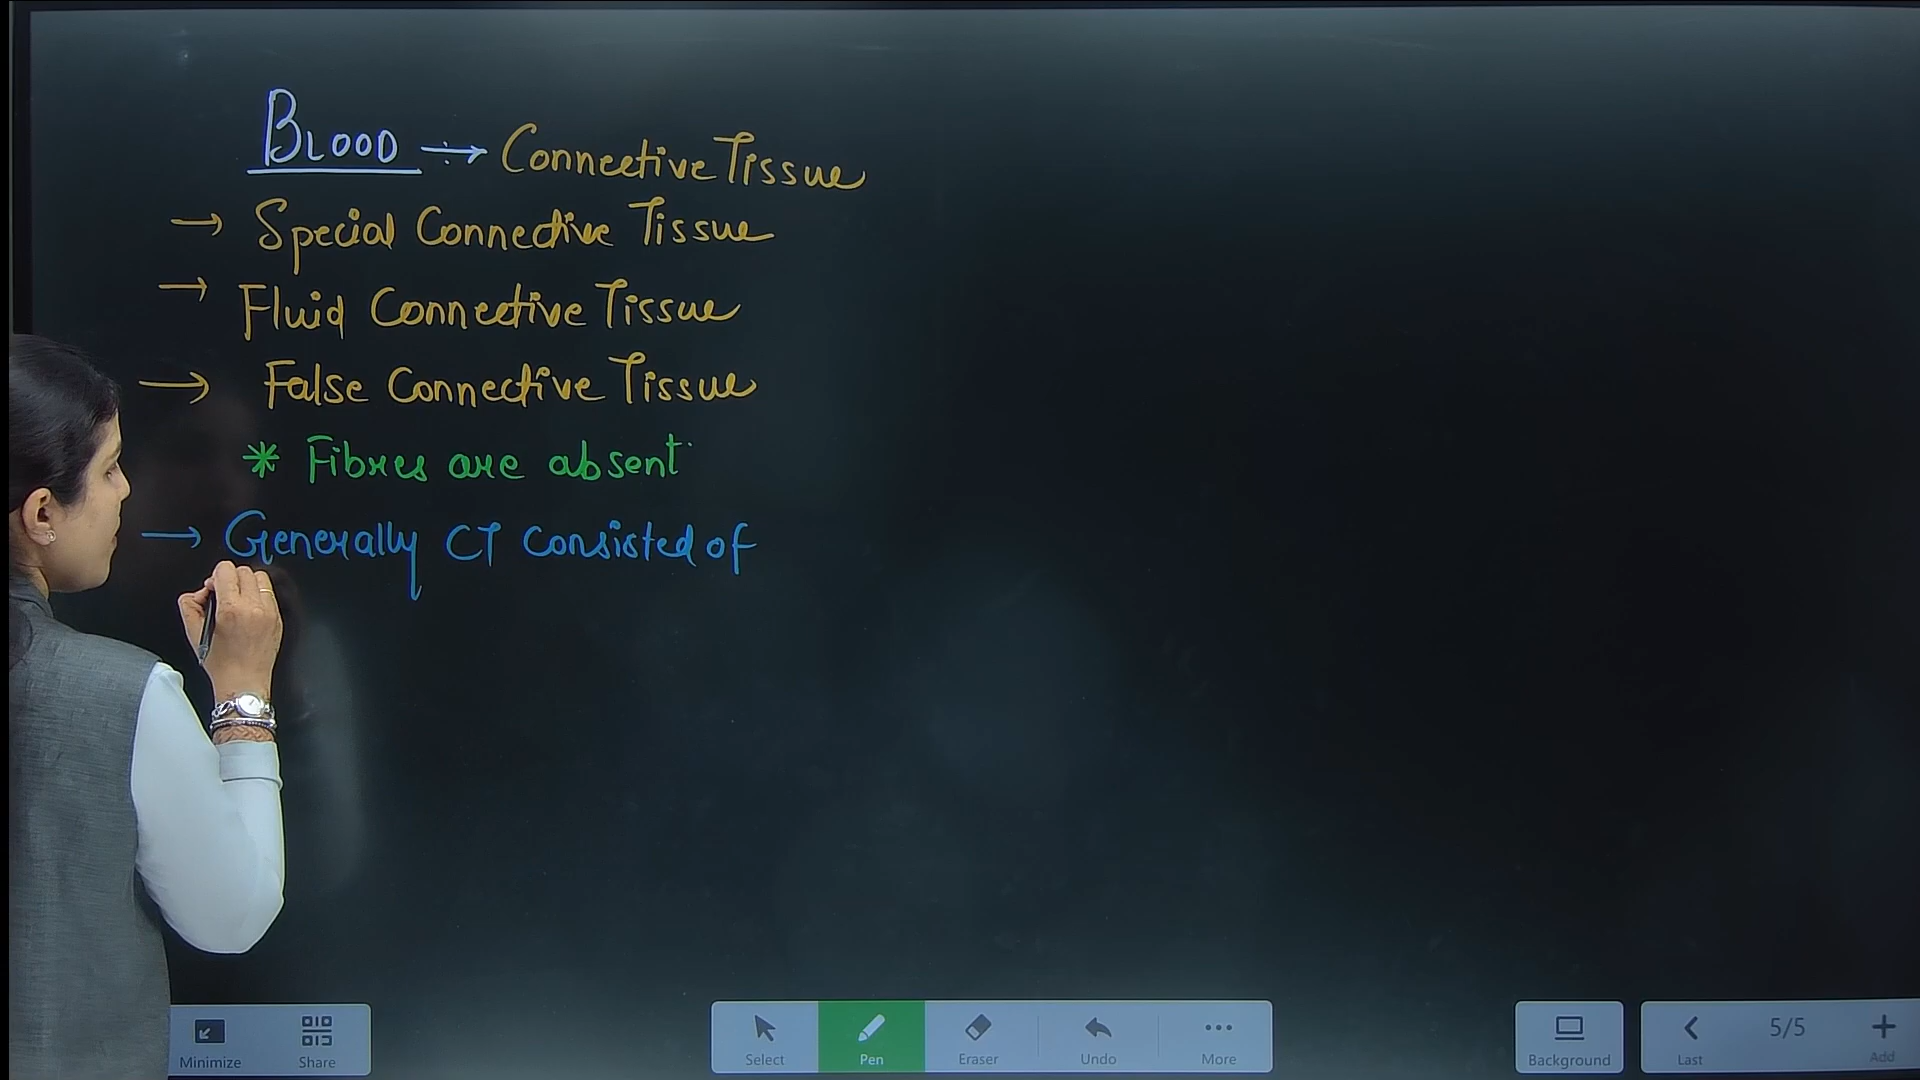 BLOOD ÷→ Connective Tissue
→ Special Connective Tissue
→ Fluid Connective Tissue
→ False Connective Tissue
* Fibres are absent
→ Generally CT consisted of
Minimize
Share
Select
Pen
Eraser
Undo
More
Background
Last
5/5
Add